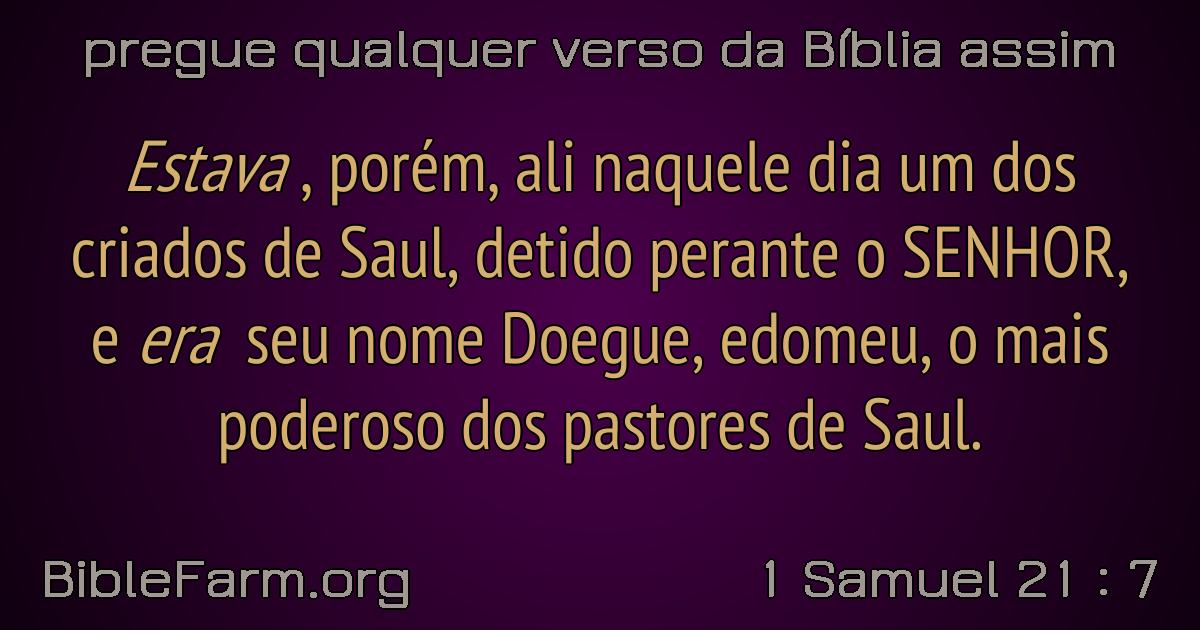 pregue qualquer verso da Bíblia assim
Estava , porém, ali naquele dia um dos
criados de Saul, detido perante o SENHOR,
e era seu nome Doegue, edomeu, o mais
poderoso dos pastores de Saul.
BibleFarm.org
1 Samuel 21 : 7